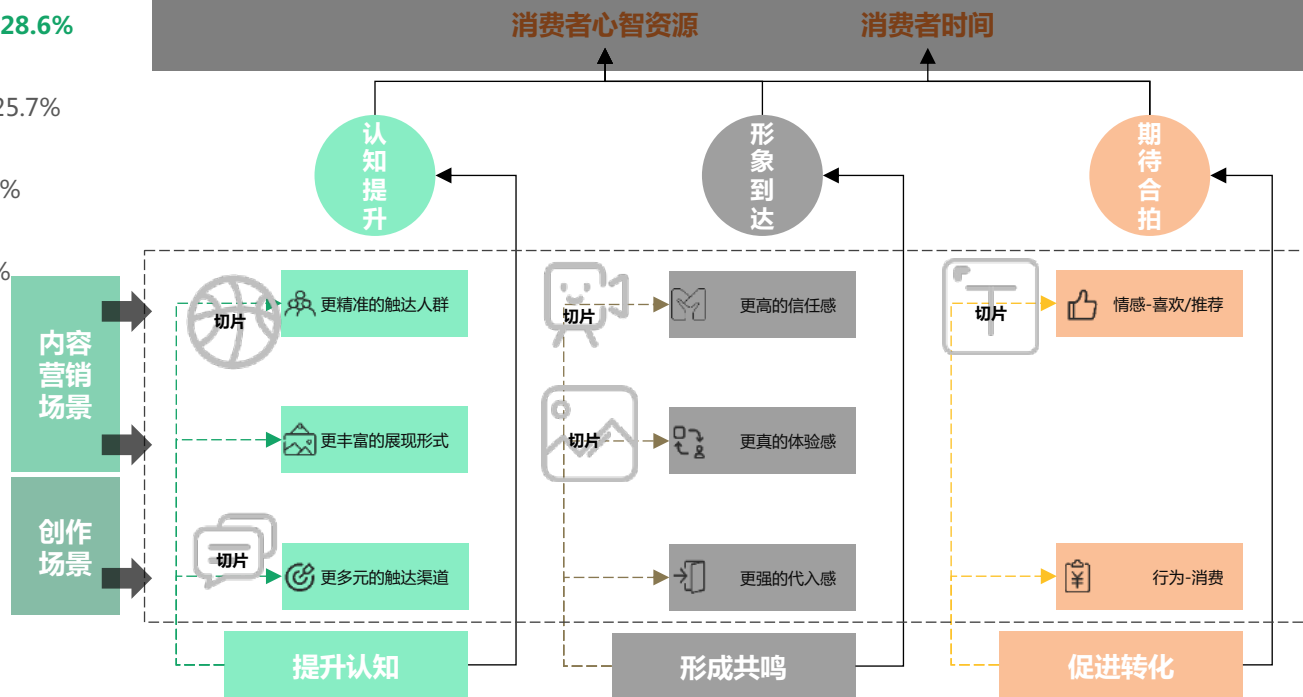 28.6%
消费者心智资源
消费者时间
25.7%
%
%
认
知
提
升
形
象
到
达
期
待
合
拍
内容
营销
场景
创作
场景
切片
更精准的触达人群
更丰富的展现形式
切片
更多元的触达渠道
提升认知
切片
更高的信任感
切片
更真的体验感
更强的代入感
形成共鸣
切片
情感-喜欢/推荐
行为-消费
促进转化